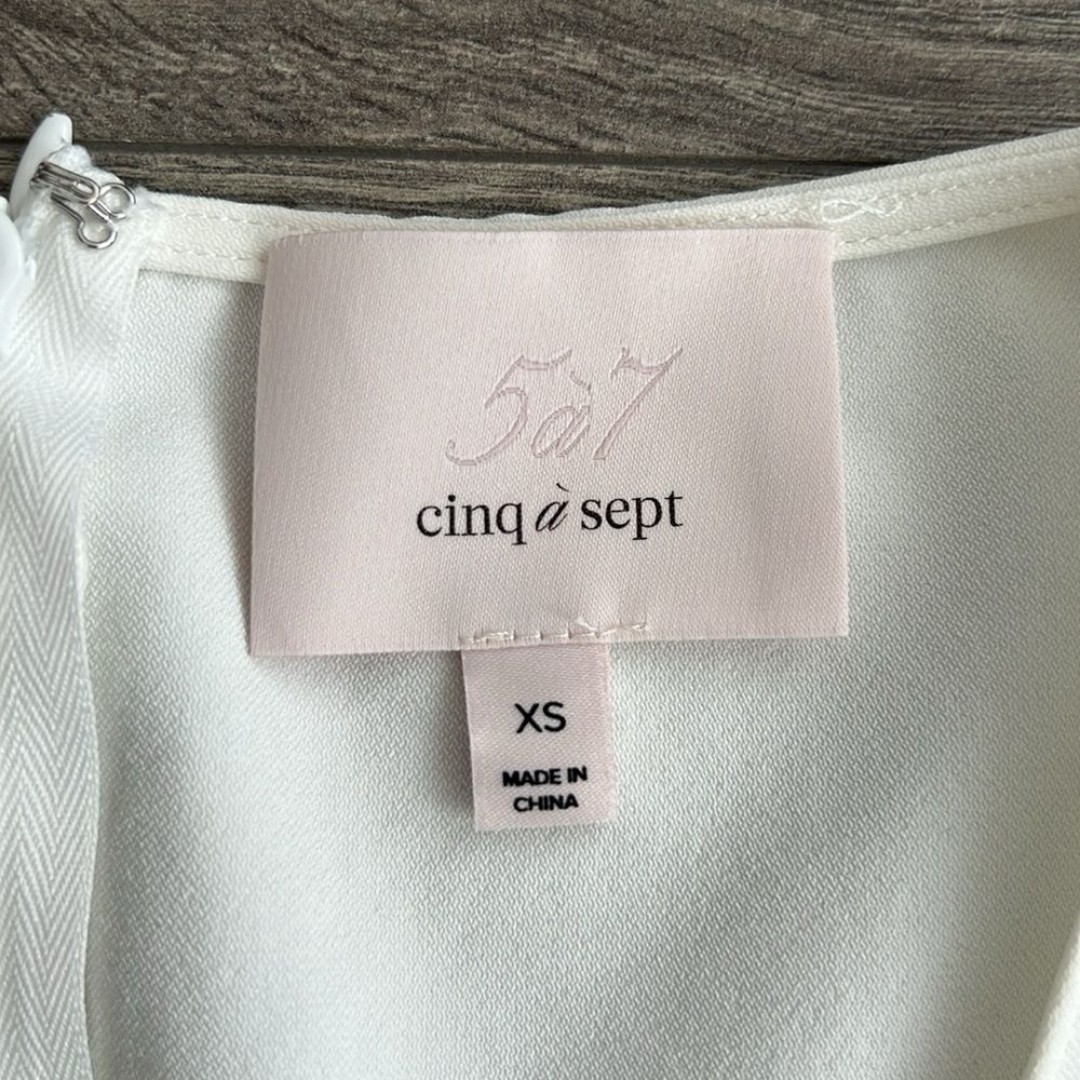 5à7
cinq à sept
XS
MADE IN
CHINA